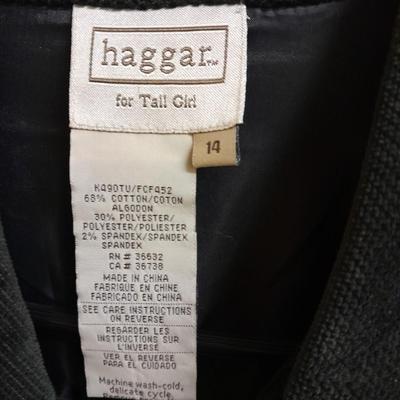 haggar™
for Tall Girl
14
K490TU/FCF452
68% COTTON/COTON
ALGODON
30% POLYESTER/
POLYESTER/POLIESTER
2% SPANDEX/SPANDEX
SPANDEX
RN # 36632
CA # 36738
MADE IN CHINA
FABRIQUE EN CHINE
FABRICADO EN CHINA
SEE CARE INSTRUCTIONS
ON REVERSE
REGARDER LES
INSTRUCTIONS SUR
L'INVERSE
VER EL REVERSE
PARA EL CUIDADO
Machine wash-cold,
delicate cycle.